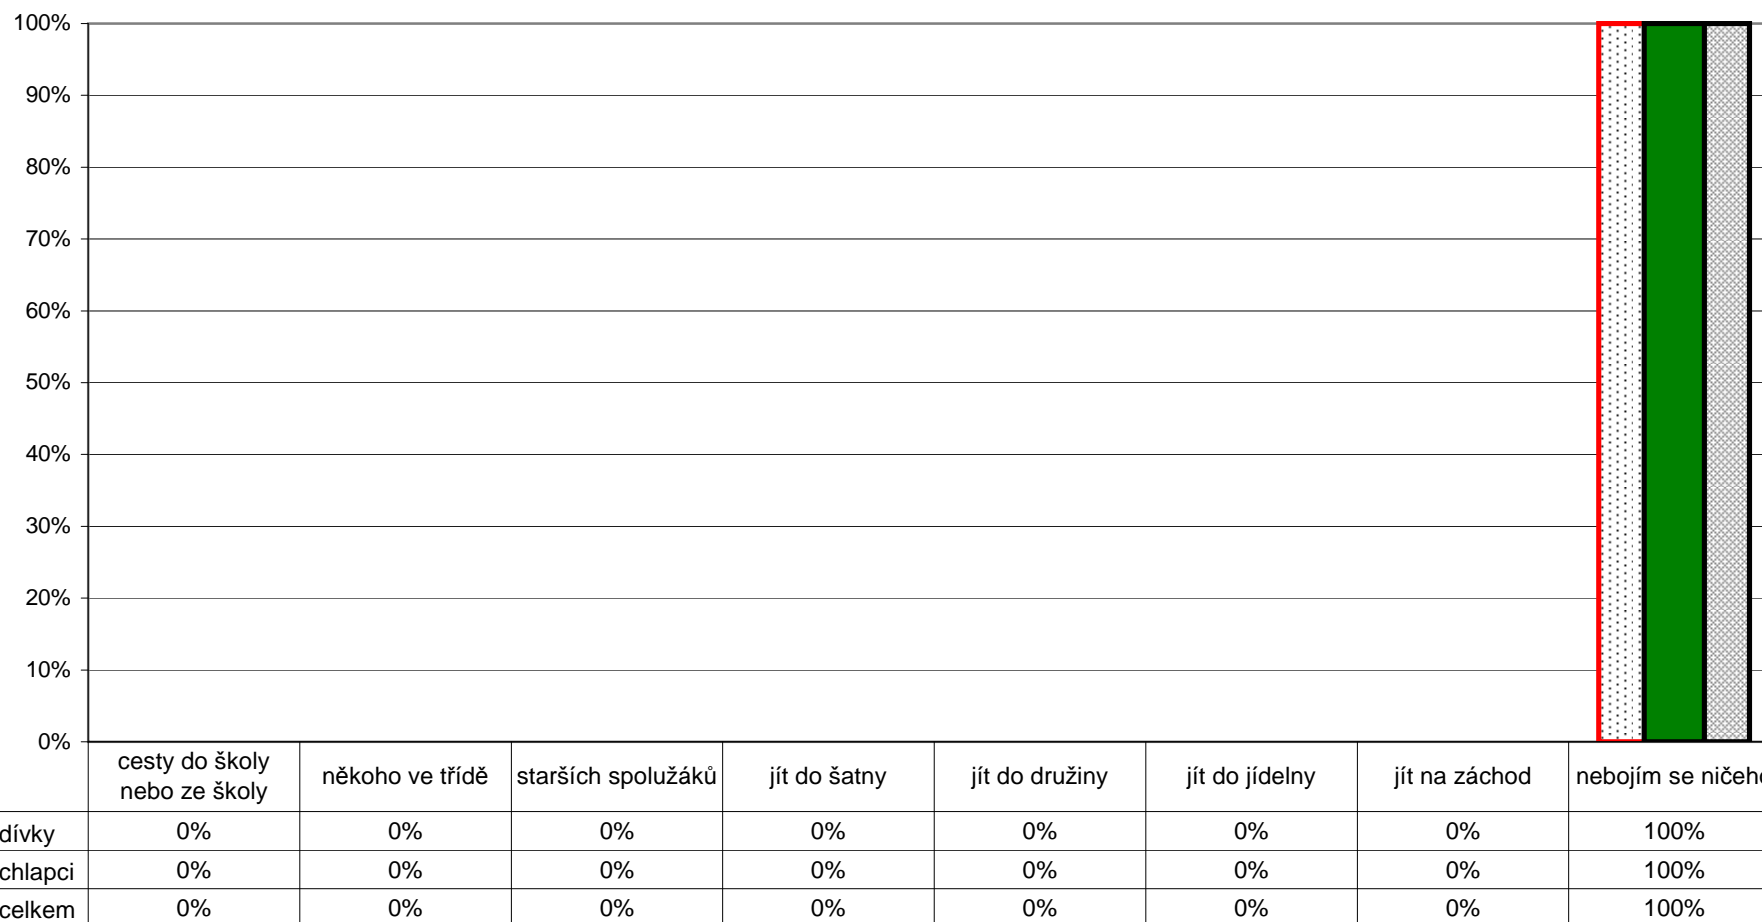 100%
90%
80%
70%
60%
50%
40%
30%
20%
10%
0%
cesty do školy
nebo ze školy
někoho ve třídě
starších spolužáků
jít do šatny
jít do družiny
jít do jídelny
jít na záchod
nebojím se ničeho
dívky 0% 0% 0% 0% 0% 0% 0% 100%
chlapci 0% 0% 0% 0% 0% 0% 0% 100%
celkem 0% 0% 0% 0% 0% 0% 0% 100%